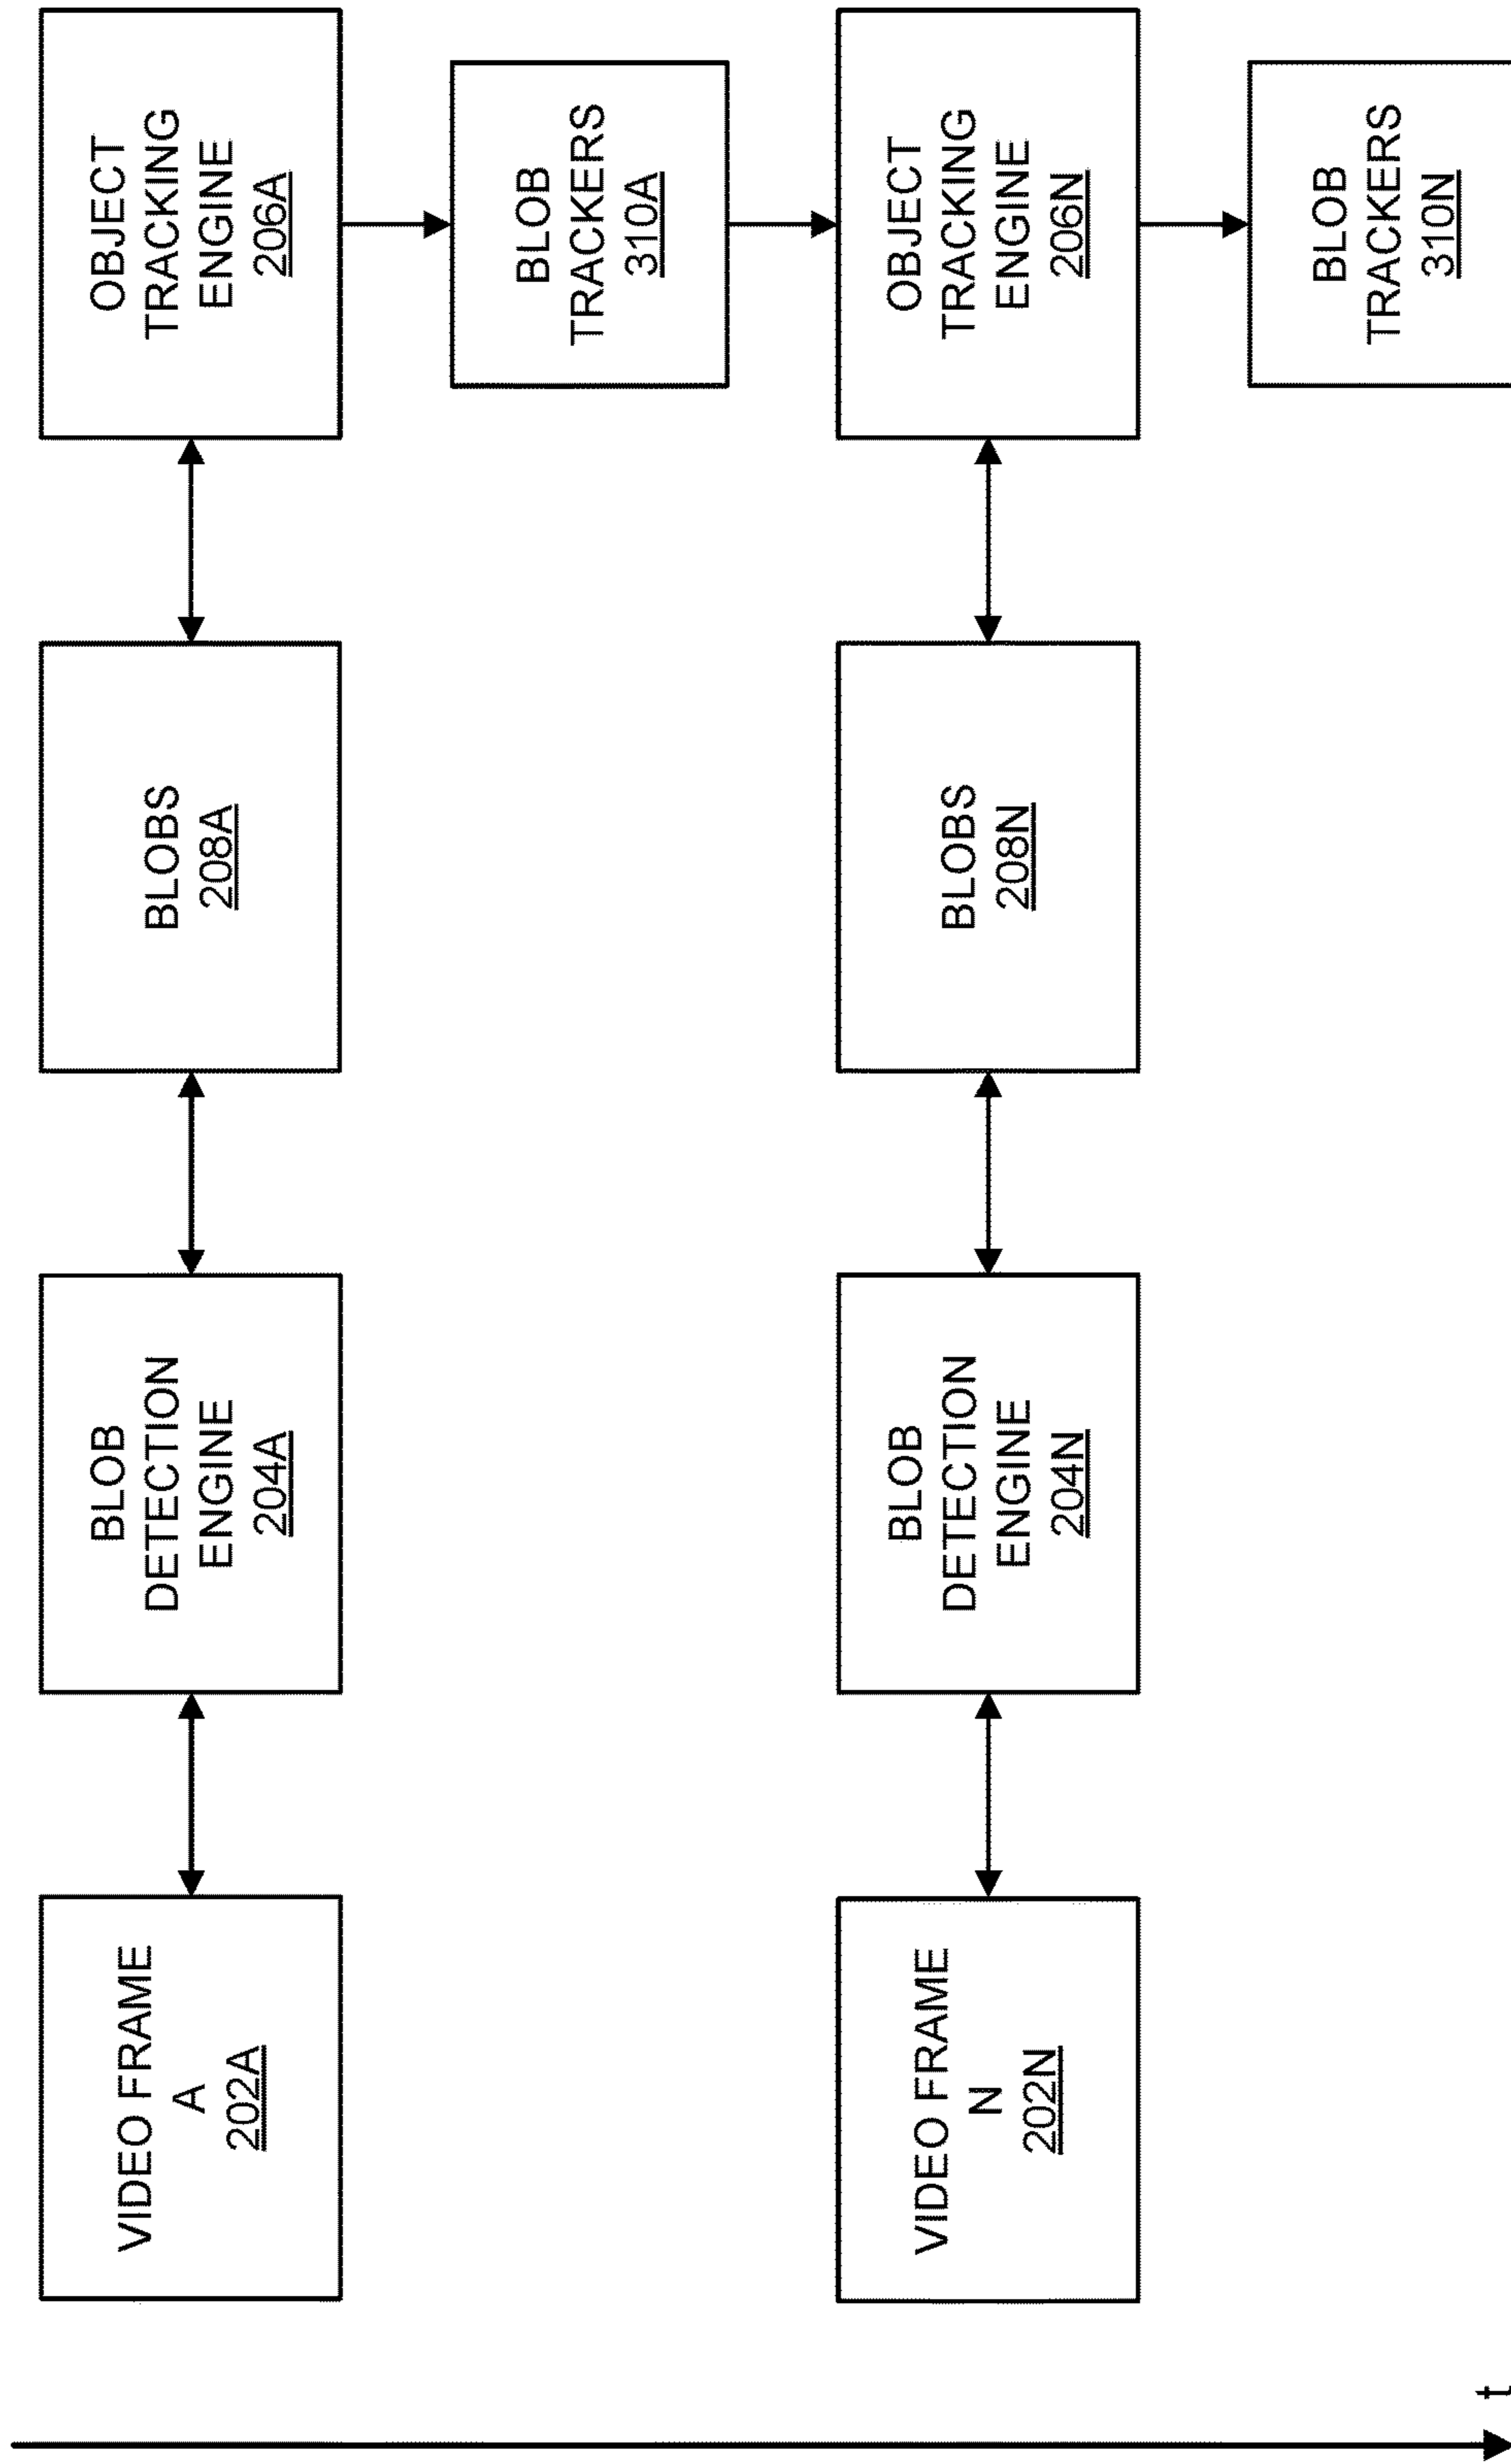 VIDEO FRAME
A
202A
BLOB
DETECTION
ENGINE
204A
BLOBS
208A
OBJECT
TRACKING
ENGINE
206A
BLOB
TRACKERS
310A
VIDEO FRAME
N
202N
BLOB
DETECTION
ENGINE
204N
BLOBS
208N
OBJECT
TRACKING
ENGINE
206N
BLOB
TRACKERS
310N
t